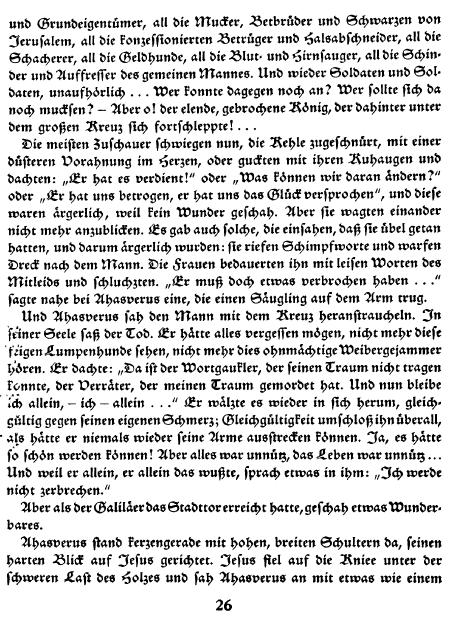 und Grundeigentümer, all die Mucker, Betbrüder und Schwarzen von
Jerusalem, all die konzessionierten Betrüger und Halsabschneider, all die
Schacherer, all die Geldhunde, all die Blut- und Hirnsauger, all die Schin-
der und Auffresser des gemeinen Mannes. Und wieder Soldaten und Sol-
daten, unaufhörlich ... Wer konnte dagegen noch an? Wer sollte sich da
noch mucksen? – Aber o! der elende, gebrochene König, der dahinter unter
dem großen Kreuz sich fortschleppte! ...
Die meisten Zuschauer schwiegen nun, die Kehle zugeschnürt, mit einer
düsteren Vorahnung im Herzen, oder guckten mit ihren Kuhaugen und
dachten: „Er hat es verdient!“ oder „Was können wir daran ändern?“
oder „Er hat uns betrogen, er hat uns das Glück versprochen“, und diese
waren ärgerlich, weil kein Wunder geschah. Aber sie wagten einander
nicht mehr anzublicken. Es gab auch solche, die einsahen, daß sie übel getan
hatten, und darum ärgerlich wurden: sie riefen Schimpfworte und warfen
Dreck nach dem Mann. Die Frauen bedauerten ihn mit leisen Worten des
Mitleids und schluchzten. „Er muß doch etwas verbrochen haben ...“
sagte nahe bei Ahasverus eine, die einen Säugling auf dem Arm trug.
Und Ahasverus sah den Mann mit dem Kreuz heranstraucheln. In
seiner Seele saß der Tod. Er hätte alles vergessen mögen, nicht mehr diese
feigen Lumpenhunde sehen, nicht mehr dies ohnmächtige Weibergejammer
hören. Er dachte: „Da ist der Wortgaukler, der seinen Traum nicht tragen
konnte, der Verräter, der meinen Traum gemordet hat. Und nun bleibe
ich allein, – ich – allein ...“ Er wälzte es wieder in sich herum, gleich-
gültig gegen seinen eigenen Schmerz; Gleichgültigkeit umschloß ihn überall,
als hätte er niemals wieder seine Arme ausstrecken können. Ja, es hätte
so schön werden können! Aber alles war unnütz, das Leben war unnütz ...
Und weil er allein, er allein das wußte, sprach etwas in ihm: „Ich werde
nicht zerbrechen.“
Aber als der Galiläer das Stadttor erreicht hatte, geschah etwas Wunder-
bares.
Ahasverus stand kerzengerade mit hohen, breiten Schultern da, seinen
harten Blick auf Jesus gerichtet. Jesus fiel auf die Kniee unter der
schweren Last des Holzes und sah Ahasverus an mit etwas wie einem
26